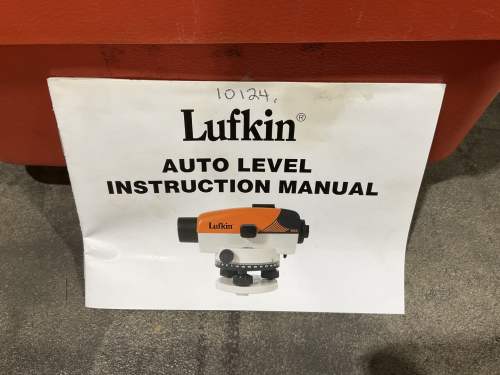 10124.
Lufkin®
AUTO LEVEL
INSTRUCTION MANUAL
Lufkin